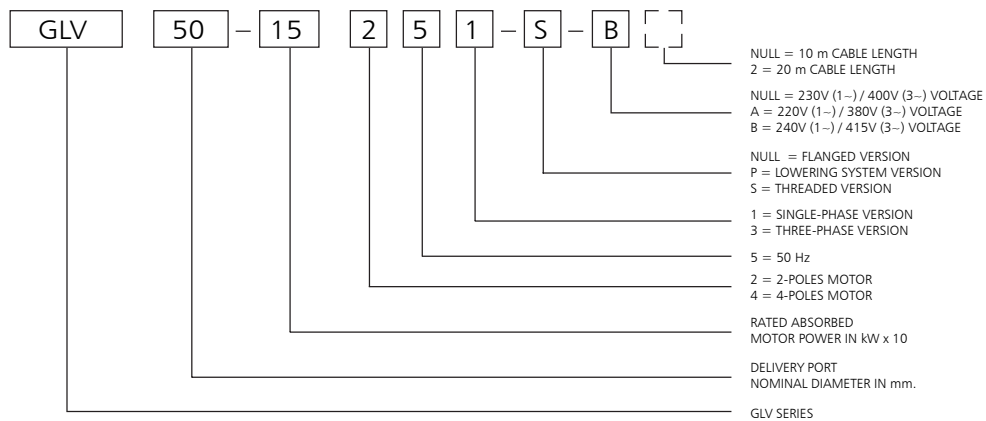 GLV 50 – 15 2 5 1 – S – B
NULL = 10 m CABLE LENGTH
2 = 20 m CABLE LENGTH
NULL = 230V (1~) / 400V (3~) VOLTAGE
A = 220V (1~) / 380V (3~) VOLTAGE
B = 240V (1~) / 415V (3~) VOLTAGE
NULL = FLANGED VERSION
P = LOWERING SYSTEM VERSION
S = THREADED VERSION
1 = SINGLE-PHASE VERSION
3 = THREE-PHASE VERSION
5 = 50 Hz
2 = 2-POLES MOTOR
4 = 4-POLES MOTOR
RATED ABSORBED
MOTOR POWER IN kW x 10
DELIVERY PORT
NOMINAL DIAMETER IN mm.
GLV SERIES